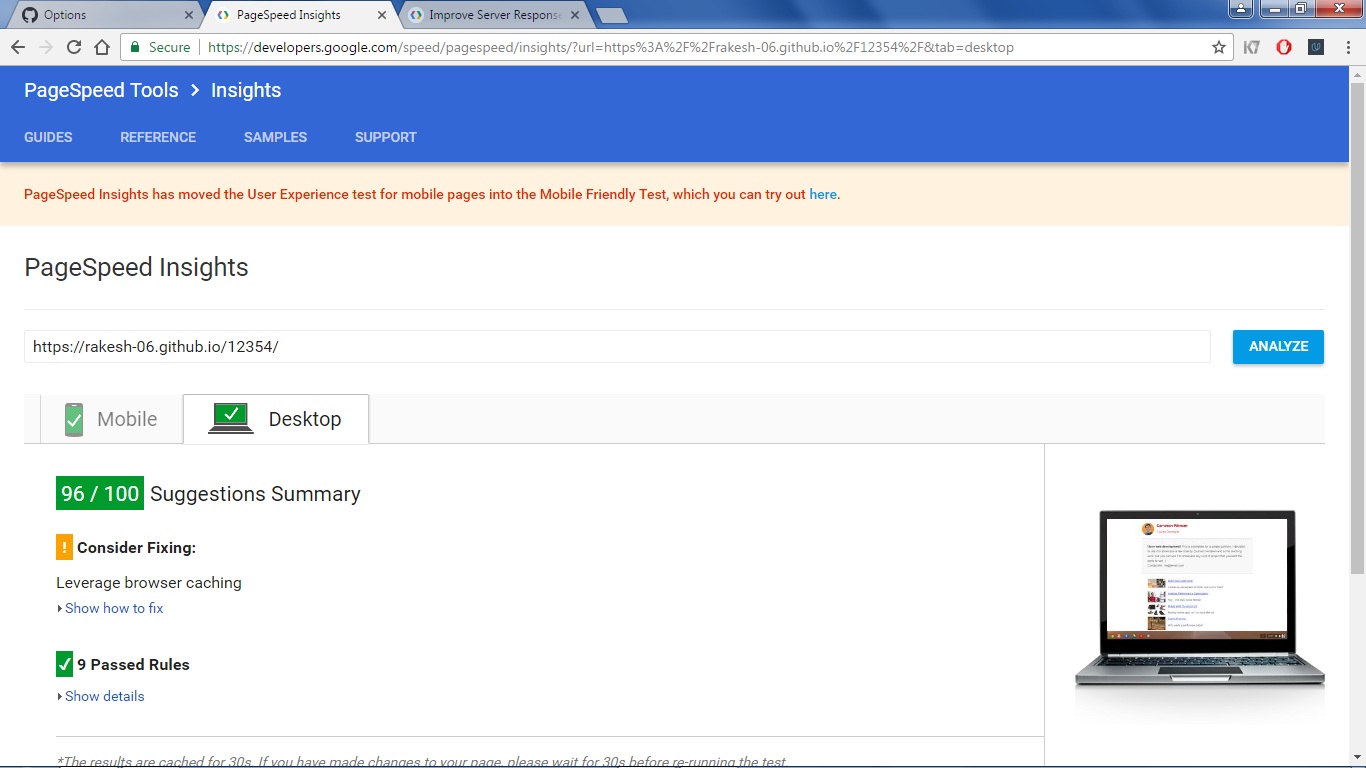 Options
PageSpeed Insights
Improve Server Response
Secure
https://developers.google.com/speed/pagespeed/insights/?url=https%3A%2F%2Frakesh-06.github.io%2F12354%2F&tab=desktop
K7
PageSpeed Tools > Insights
GUIDES REFERENCE SAMPLES SUPPORT
PageSpeed Insights has moved the User Experience test for mobile pages into the Mobile Friendly Test, which you can try out here.
PageSpeed Insights
https://rakesh-06.github.io/12354/
ANALYZE
Mobile
Desktop
96 / 100 Suggestions Summary
! Consider Fixing:
Leverage browser caching
Show how to fix
9 Passed Rules
Show details
*The results are cached for 30s. If you have made changes to your page, please wait for 30s before re-running the test.